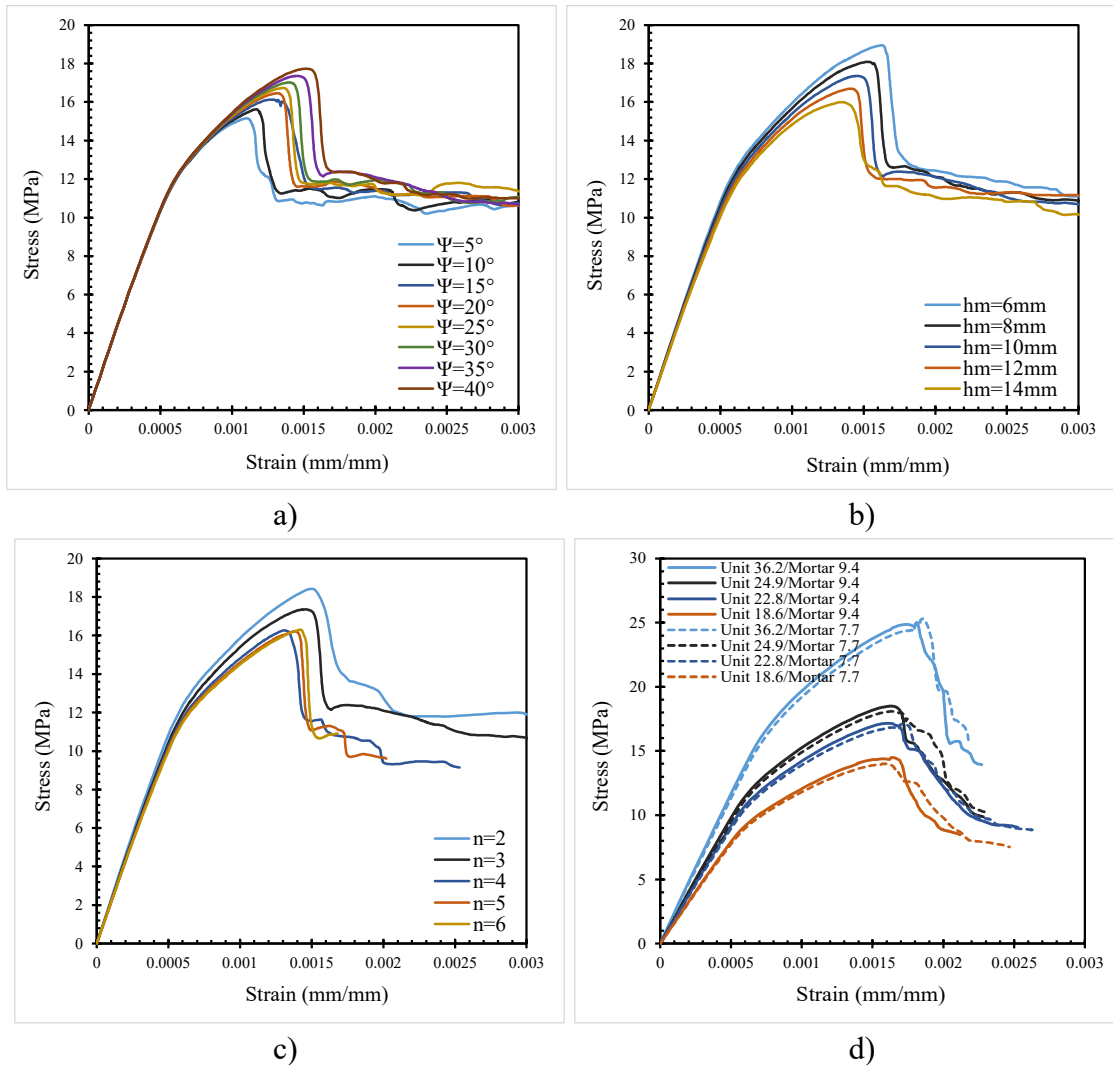 20
18
16
14
12
10
8
6
4
2
0
Stress (MPa)
Ψ=5°
Ψ=10°
Ψ=15°
Ψ=20°
Ψ=25°
Ψ=30°
Ψ=35°
Ψ=40°
0 0.0005 0.001 0.0015 0.002 0.0025 0.003
Strain (mm/mm)
a)
20
18
16
14
12
10
8
6
4
2
0
Stress (MPa)
hm=6mm
hm=8mm
hm=10mm
hm=12mm
hm=14mm
0 0.0005 0.001 0.0015 0.002 0.0025 0.003
Strain (mm/mm)
b)
20
18
16
14
12
10
8
6
4
2
0
Stress (MPa)
n=2
n=3
n=4
n=5
n=6
0 0.0005 0.001 0.0015 0.002 0.0025 0.003
Strain (mm/mm)
c)
30
25
20
15
10
5
0
Stress (MPa)
Unit 36.2/Mortar 9.4
Unit 24.9/Mortar 9.4
Unit 22.8/Mortar 9.4
Unit 18.6/Mortar 9.4
Unit 36.2/Mortar 7.7
Unit 24.9/Mortar 7.7
Unit 22.8/Mortar 7.7
Unit 18.6/Mortar 7.7
0 0.0005 0.001 0.0015 0.002 0.0025 0.003
Strain (mm/mm)
d)